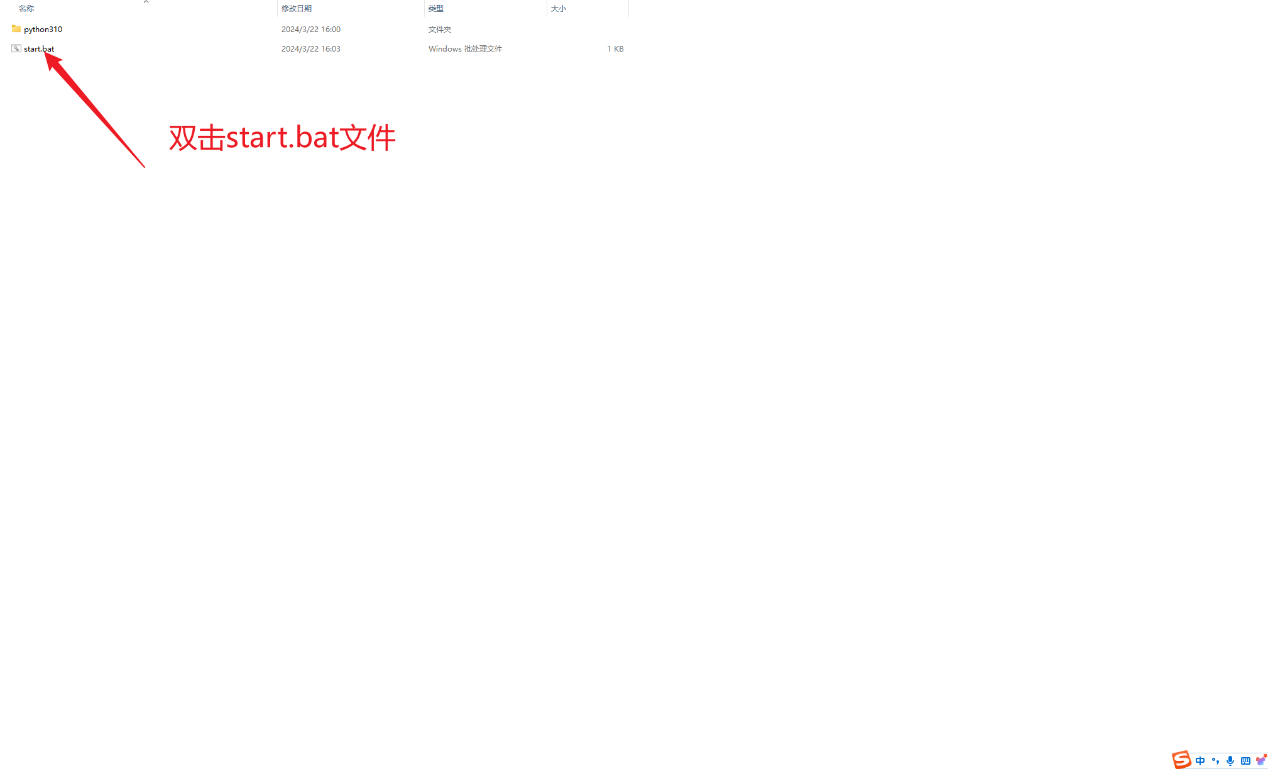 名称 修改日期 类型 大小
python310 2024/3/22 16:00 文件夹
start.bat 2024/3/22 16:03 Windows 批处理文件 1 KB
双击start.bat文件
中